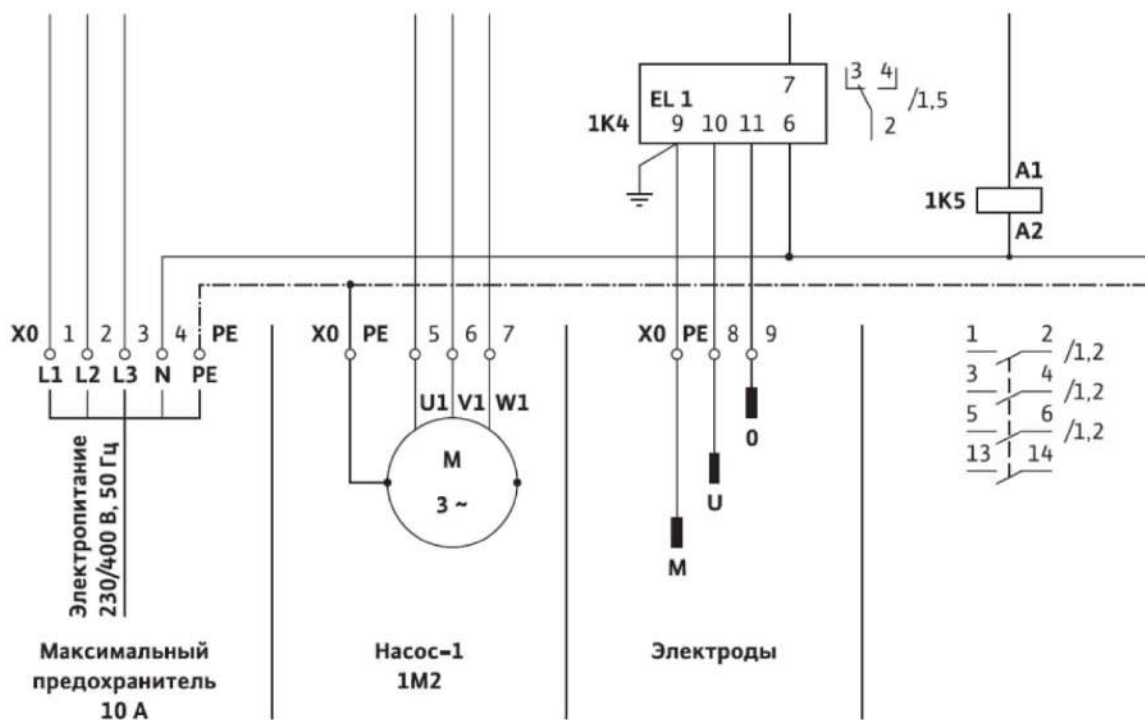 EL 1
7
1K4
9 10 11 6
3 4
/1,5
2
A1
1K5
A2
X0 1 2 3 4 PE
L1 L2 L3 N PE
X0 PE 5 6 7
U1 V1 W1
M
3 ~
X0 PE 8 9
0
U
M
1 2
/1,2
3 4
/1,2
5 6
/1,2
13 14
Электропитание
230/400 В, 50 Гц
Максимальный
предохранитель
10 А
Насос–1
1М2
Электроды